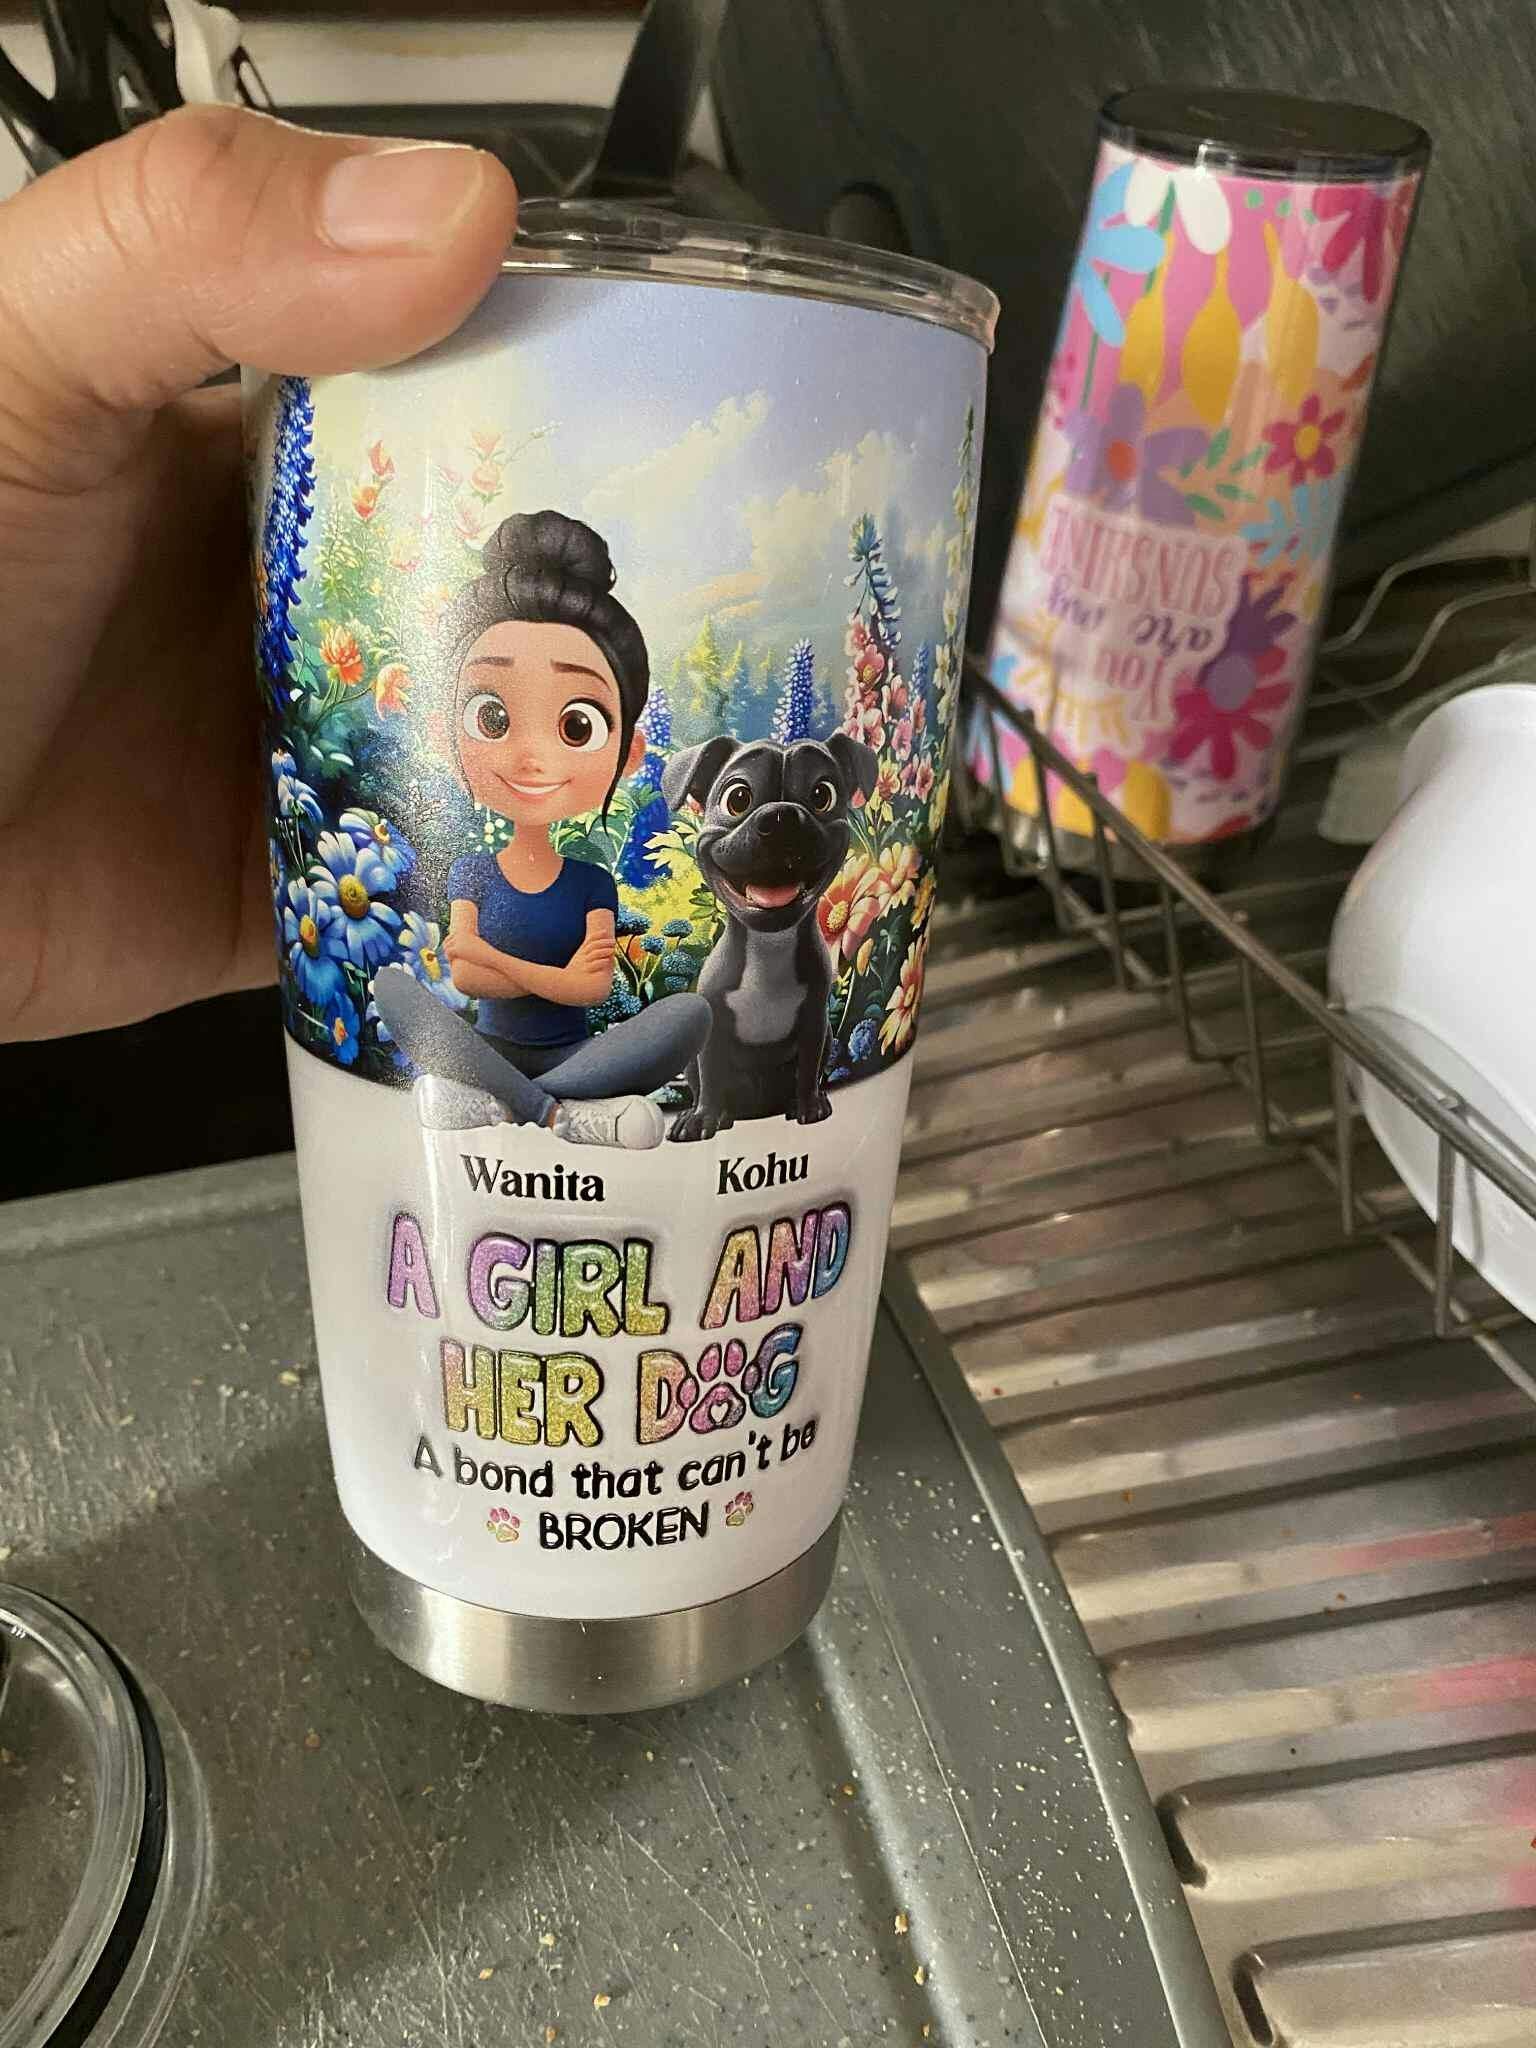 Wanita Kohu
A GIRL AND
HER DOG
A bond that can't be
BROKEN
You
are my
SUNSHINE